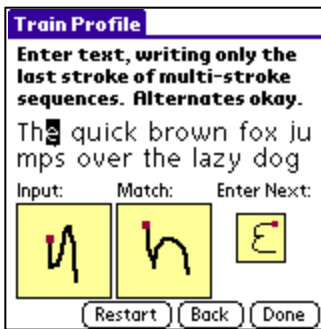 Train Profile
Enter text, writing only the
last stroke of multi-stroke
sequences. Alternates okay.
The quick brown fox ju
mps over the lazy dog
Input: Match: Enter Next:
Restart Back Done